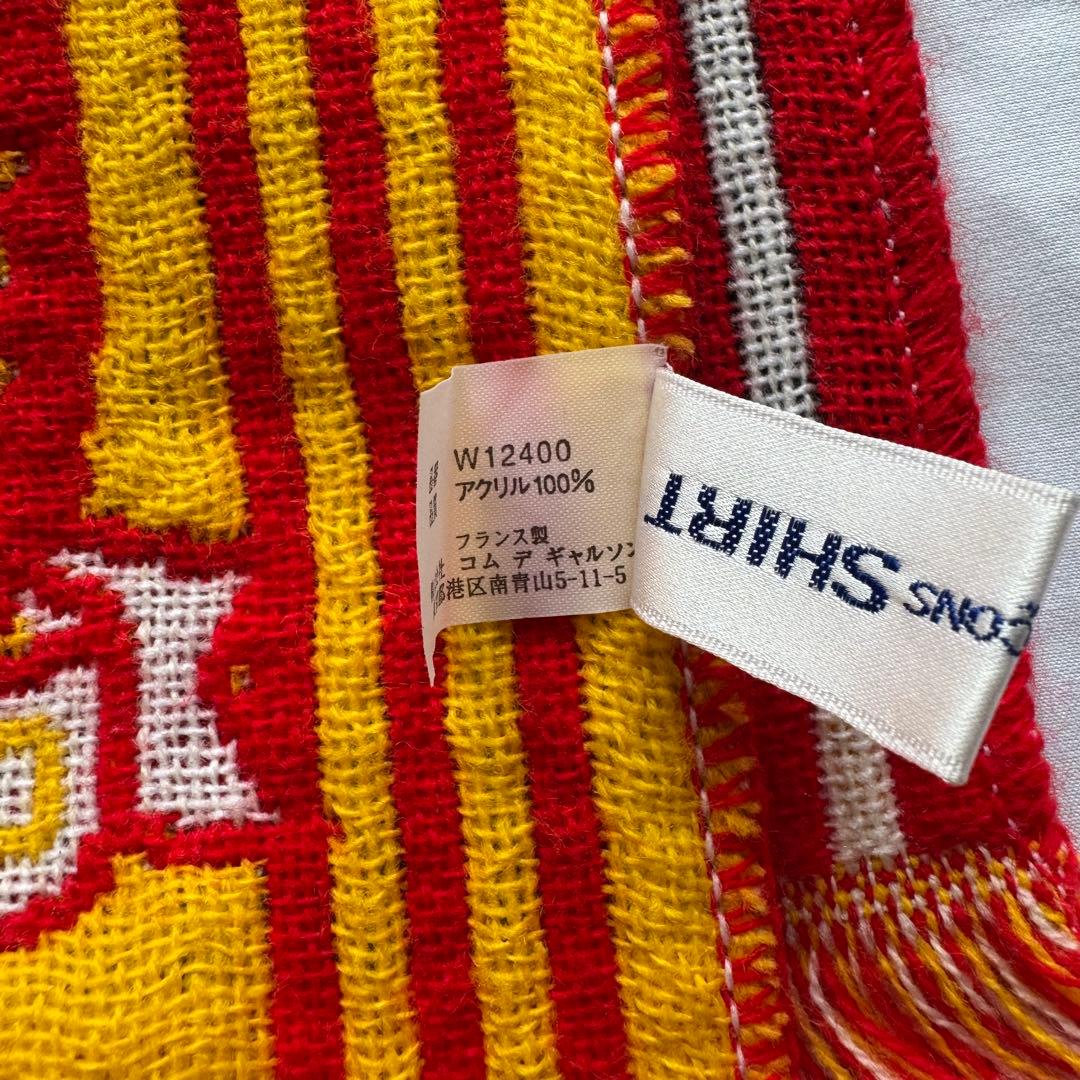 W12400
アクリル100%
フランス製
コム デ ギャルソン
港区南青山5-11-5
SHIRT
ONS